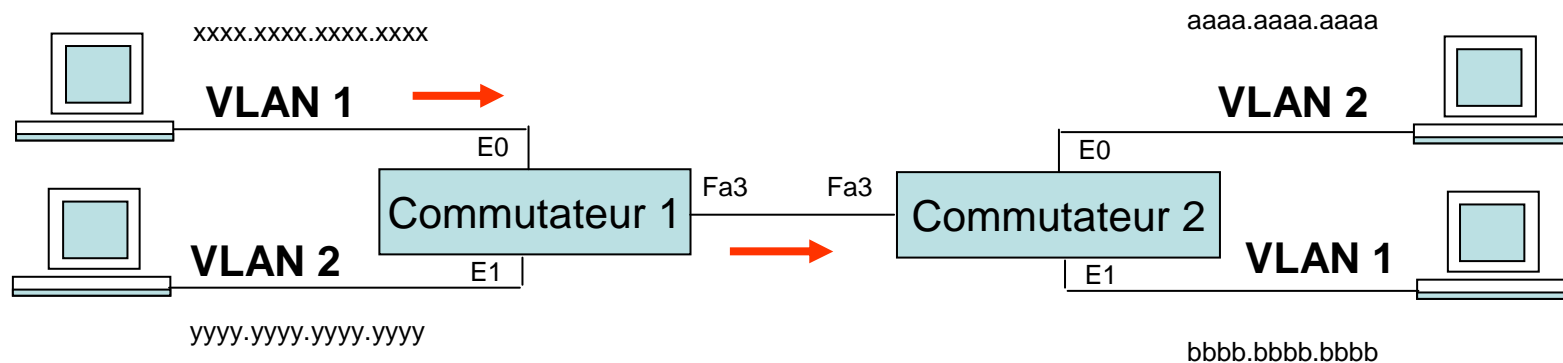 xxxx.xxxx.xxxx.xxxx
aaaa.aaaa.aaaa
VLAN 1
VLAN 2
E0
E0
Commutateur 1
Fa3
Fa3
Commutateur 2
VLAN 2
E1
E1
VLAN 1
yyyy.yyyy.yyyy.yyyy
bbbb.bbbb.bbbb